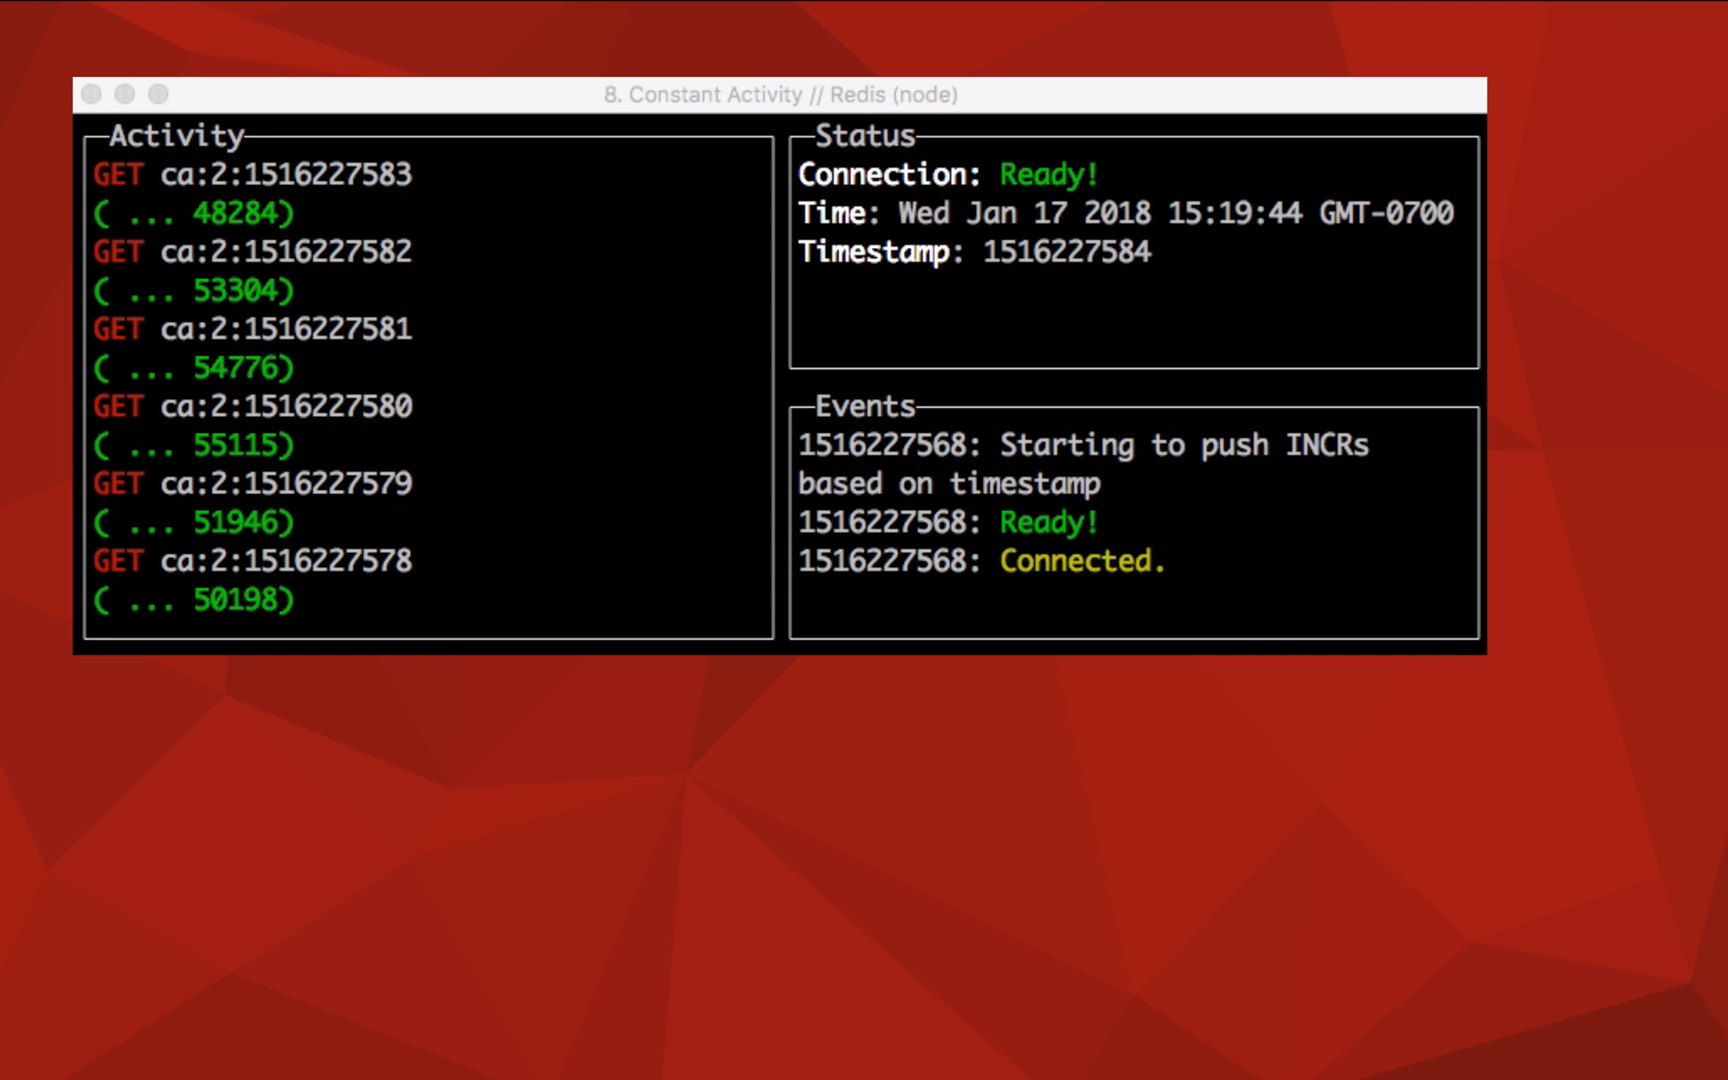 8. Constant Activity // Redis (node)
Activity
GET ca:2:1516227583
( ... 48284)
GET ca:2:1516227582
( ... 53304)
GET ca:2:1516227581
( ... 54776)
GET ca:2:1516227580
( ... 55115)
GET ca:2:1516227579
( ... 51946)
GET ca:2:1516227578
( ... 50198)
Status
Connection: Ready!
Time: Wed Jan 17 2018 15:19:44 GMT-0700
Timestamp: 1516227584
Events
1516227568: Starting to push INCRs
based on timestamp
1516227568: Ready!
1516227568: Connected.